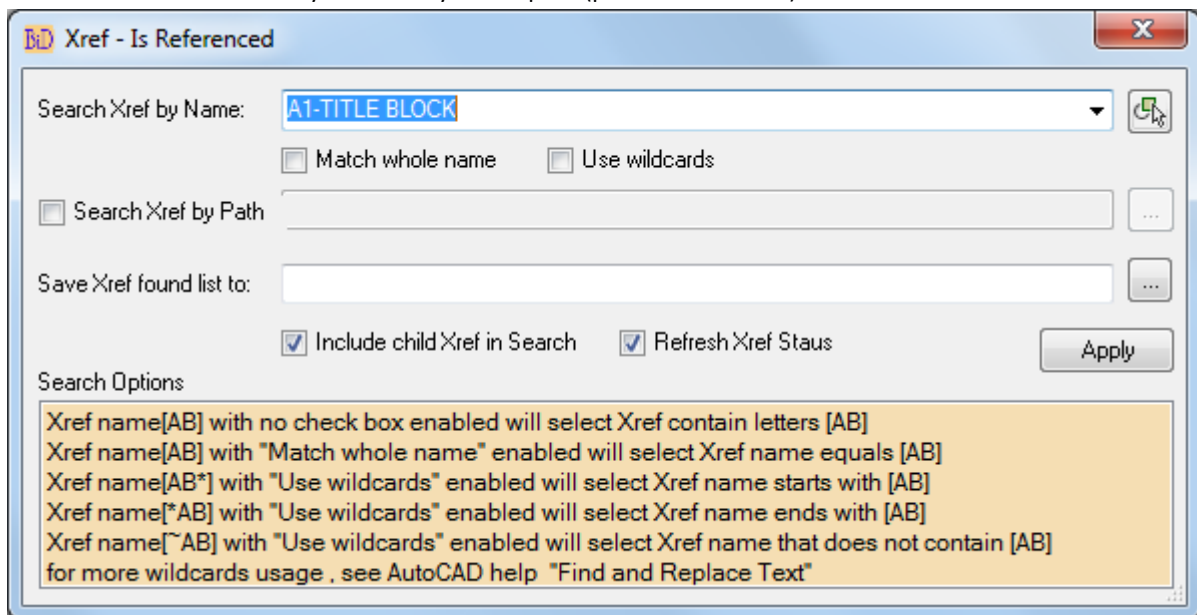 BiD Xref - Is Referenced
Search Xref by Name: A1-TITLE BLOCK
Match whole name Use wildcards
Search Xref by Path ...
Save Xref found list to: ...
Include child Xref in Search Refresh Xref Staus Apply
Search Options
Xref name[AB] with no check box enabled will select Xref contain letters [AB]
Xref name[AB] with "Match whole name" enabled will select Xref name equals [AB]
Xref name[AB*] with "Use wildcards" enabled will select Xref name starts with [AB]
Xref name[*AB] with "Use wildcards" enabled will select Xref name ends with [AB]
Xref name[~AB] with "Use wildcards" enabled will select Xref name that does not contain [AB]
for more wildcards usage , see AutoCAD help "Find and Replace Text"